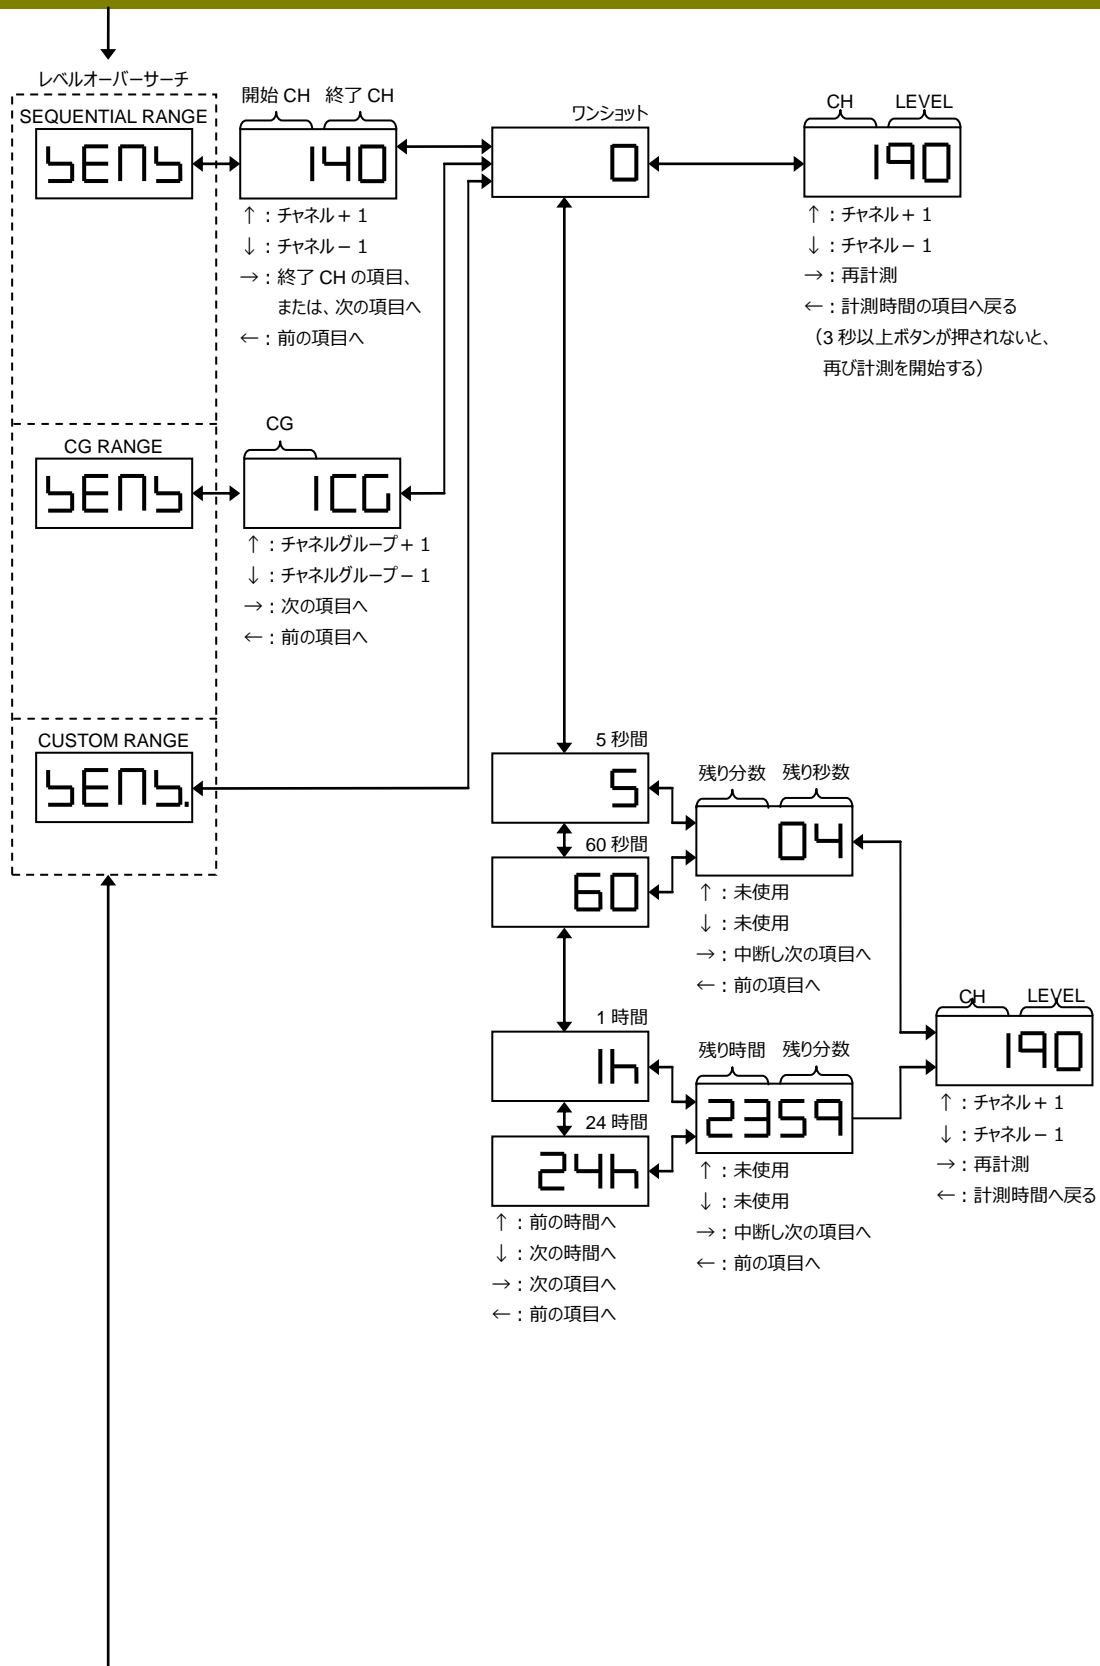 レベルオーバーサーチ
SEQUENTIAL RANGE
SENS
開始 CH 終了 CH
140
↑：チャネル＋1
↓：チャネル－1
→：終了 CH の項目、
または、次の項目へ
←：前の項目へ
ワンショット
0
CH LEVEL
190
↑：チャネル＋1
↓：チャネル－1
→：再計測
←：計測時間の項目へ戻る
（3 秒以上ボタンが押されないと、
再び計測を開始する）
CG RANGE
SENS
CG
1CG
↑：チャネルグループ＋1
↓：チャネルグループ－1
→：次の項目へ
←：前の項目へ
CUSTOM RANGE
SENS.
5 秒間
5
60 秒間
60
残り分数 残り秒数
04
↑：未使用
↓：未使用
→：中断し次の項目へ
←：前の項目へ
1 時間
1h
24 時間
24h
↑：前の時間へ
↓：次の時間へ
→：次の項目へ
←：前の項目へ
残り時間 残り分数
2359
↑：未使用
↓：未使用
→：中断し次の項目へ
←：前の項目へ
CH LEVEL
190
↑：チャネル＋1
↓：チャネル－1
→：再計測
←：計測時間へ戻る